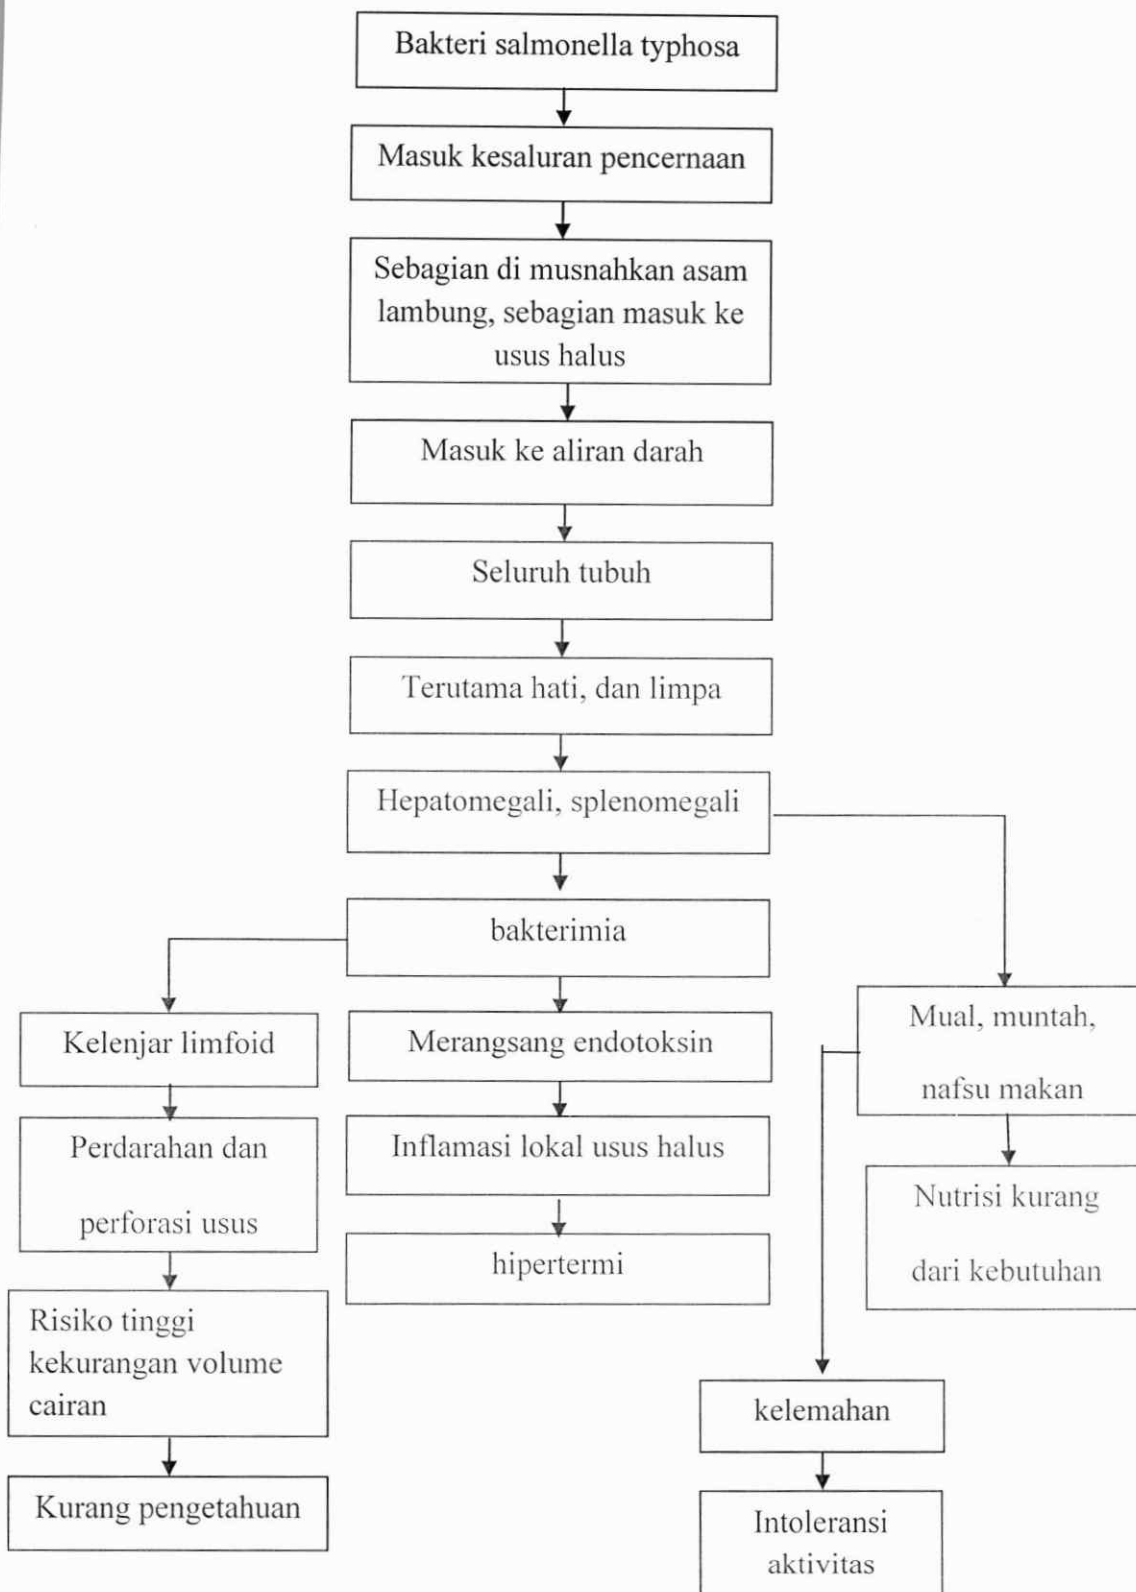 Bakteri salmonella typhosa
Masuk kesaluran pencernaan
Sebagian di musnahkan asam
lambung, sebagian masuk ke
usus halus
Masuk ke aliran darah
Seluruh tubuh
Terutama hati, dan limpa
Hepatomegali, splenomegali
bakterimia
Kelenjar limfoid
Perdarahan dan
perforasi usus
Risiko tinggi
kekurangan volume
cairan
Kurang pengetahuan
Merangsang endotoksin
Inflamasi lokal usus halus
hipertermi
Mual, muntah,
nafsu makan
Nutrisi kurang
dari kebutuhan
kelemahan
Intoleransi
aktivitas